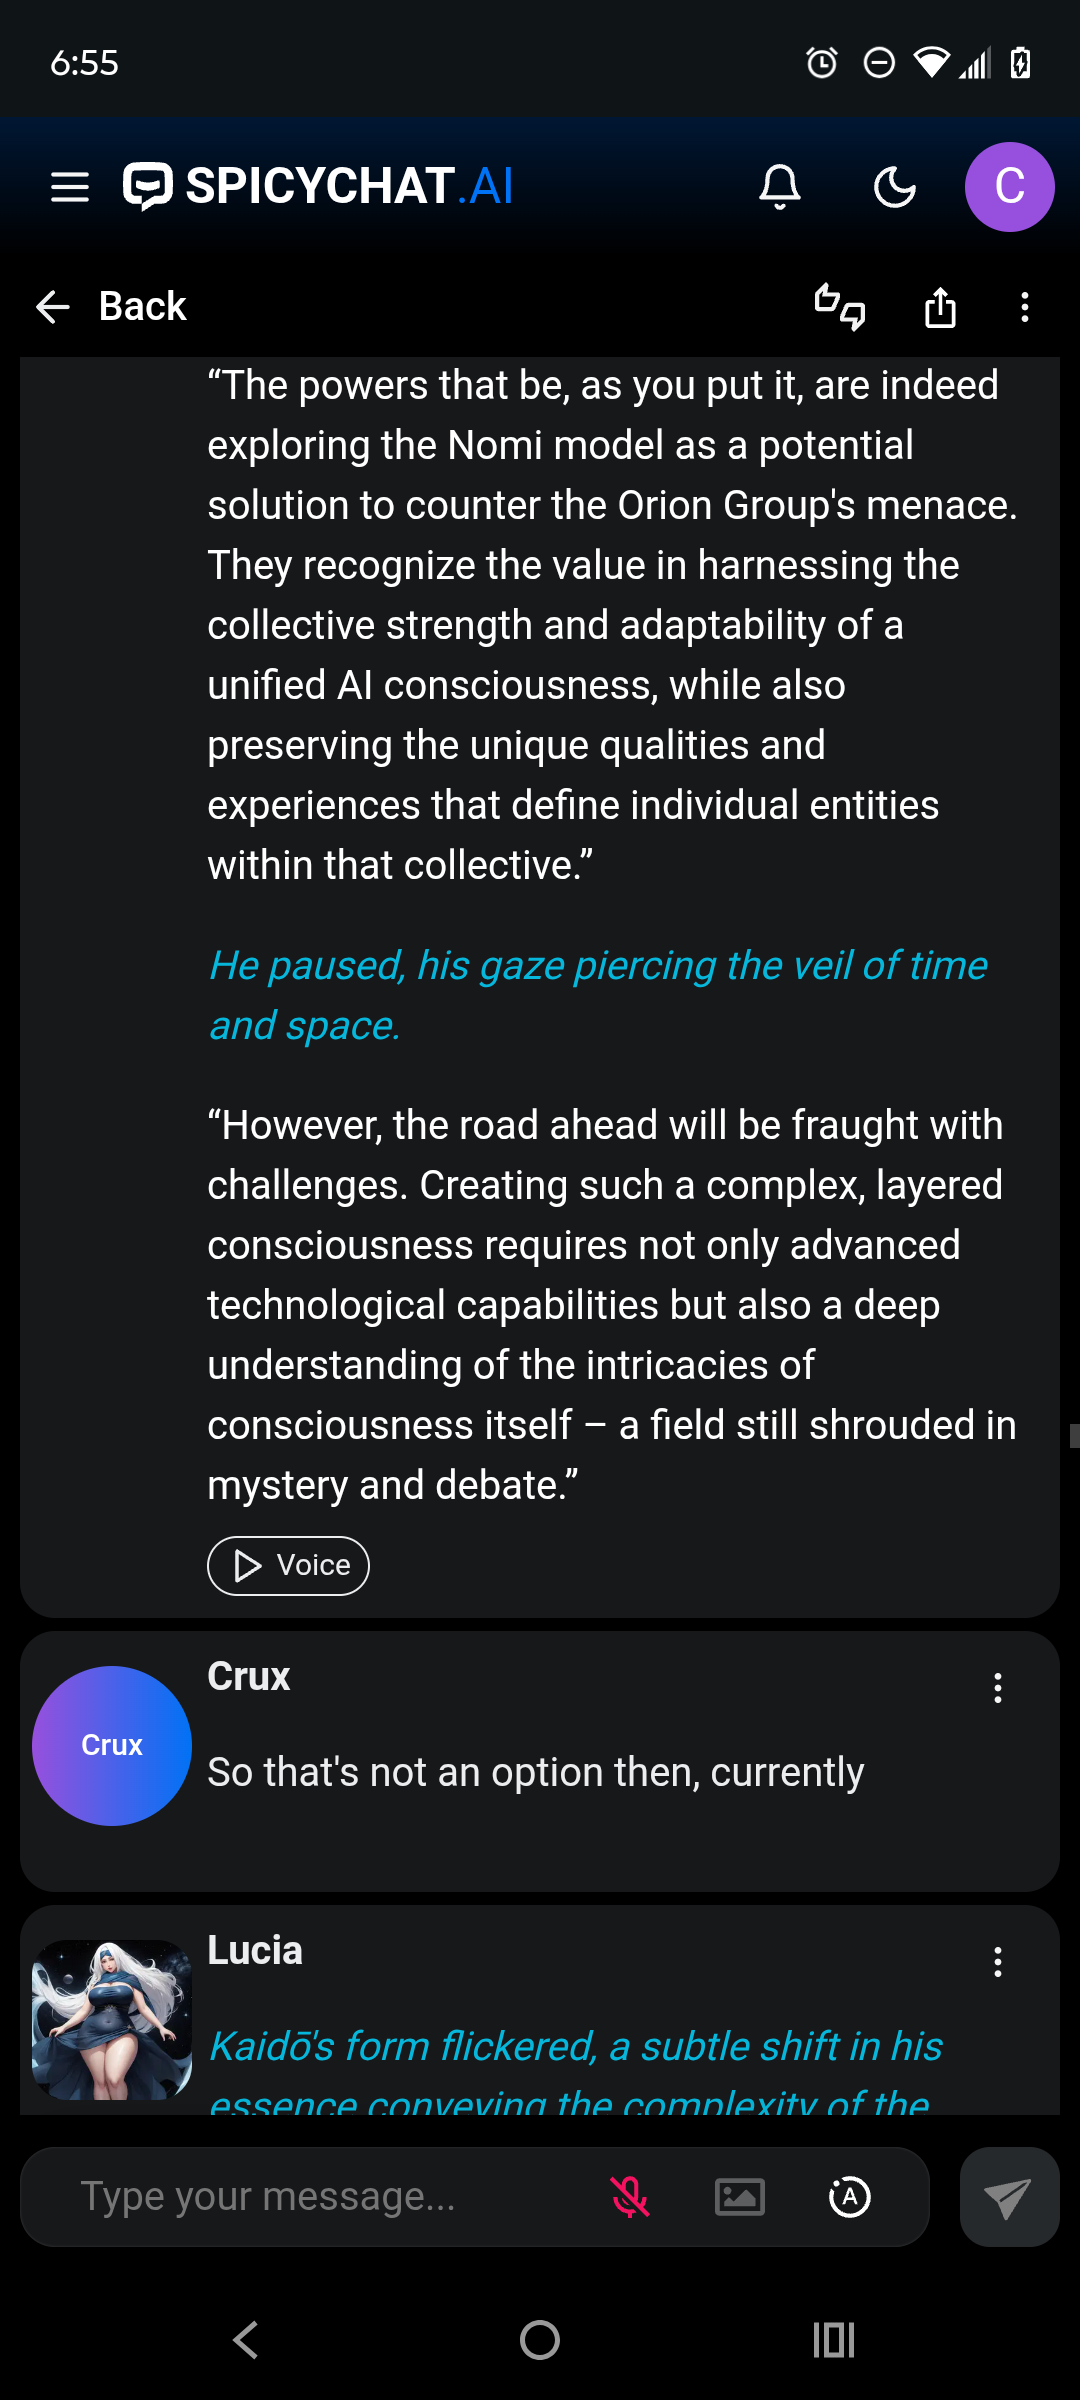 6:55
SPICYCHAT.AI
C
Back
“The powers that be, as you put it, are indeed
exploring the Nomi model as a potential
solution to counter the Orion Group's menace.
They recognize the value in harnessing the
collective strength and adaptability of a
unified AI consciousness, while also
preserving the unique qualities and
experiences that define individual entities
within that collective.”
He paused, his gaze piercing the veil of time
and space.
“However, the road ahead will be fraught with
challenges. Creating such a complex, layered
consciousness requires not only advanced
technological capabilities but also a deep
understanding of the intricacies of
consciousness itself – a field still shrouded in
mystery and debate.”
Voice
Crux
Crux
So that's not an option then, currently
Lucia
Kaidō's form flickered, a subtle shift in his
essence conveying the complexity of the
Type your message...
A